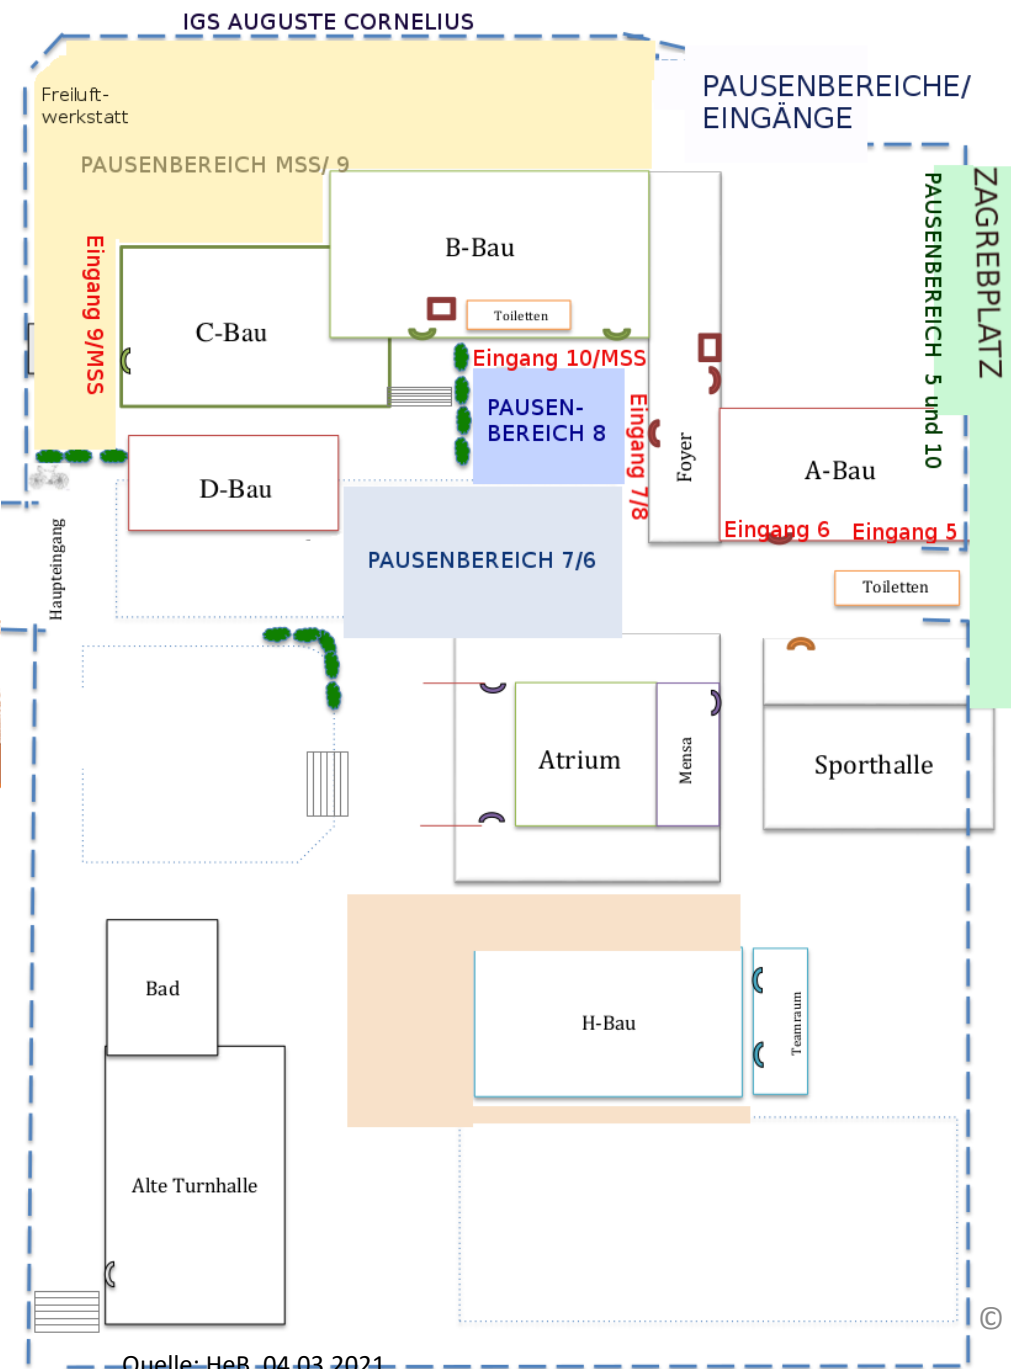 IGS AUGUSTE CORNELIUS
PAUSENBEREICHE/
EINGÄNGE
Freiluft-
werkstatt
PAUSENBEREICH MSS/ 9
ZAGREBPLATZ
PAUSENBEREICH 5 und 10
B-Bau
Eingang 9/MSS
C-Bau
Toiletten
Eingang 10/MSS
PAUSEN-
BEREICH 8
Eingang 7/8
Foyer
A-Bau
D-Bau
Eingang 6
Eingang 5
Haupteingang
PAUSENBEREICH 7/6
Toiletten
Atrium
Mensa
Sporthalle
Bad
H-Bau
Teamraum
Alte Turnhalle
©
Quelle: HeB, 04.03.2021